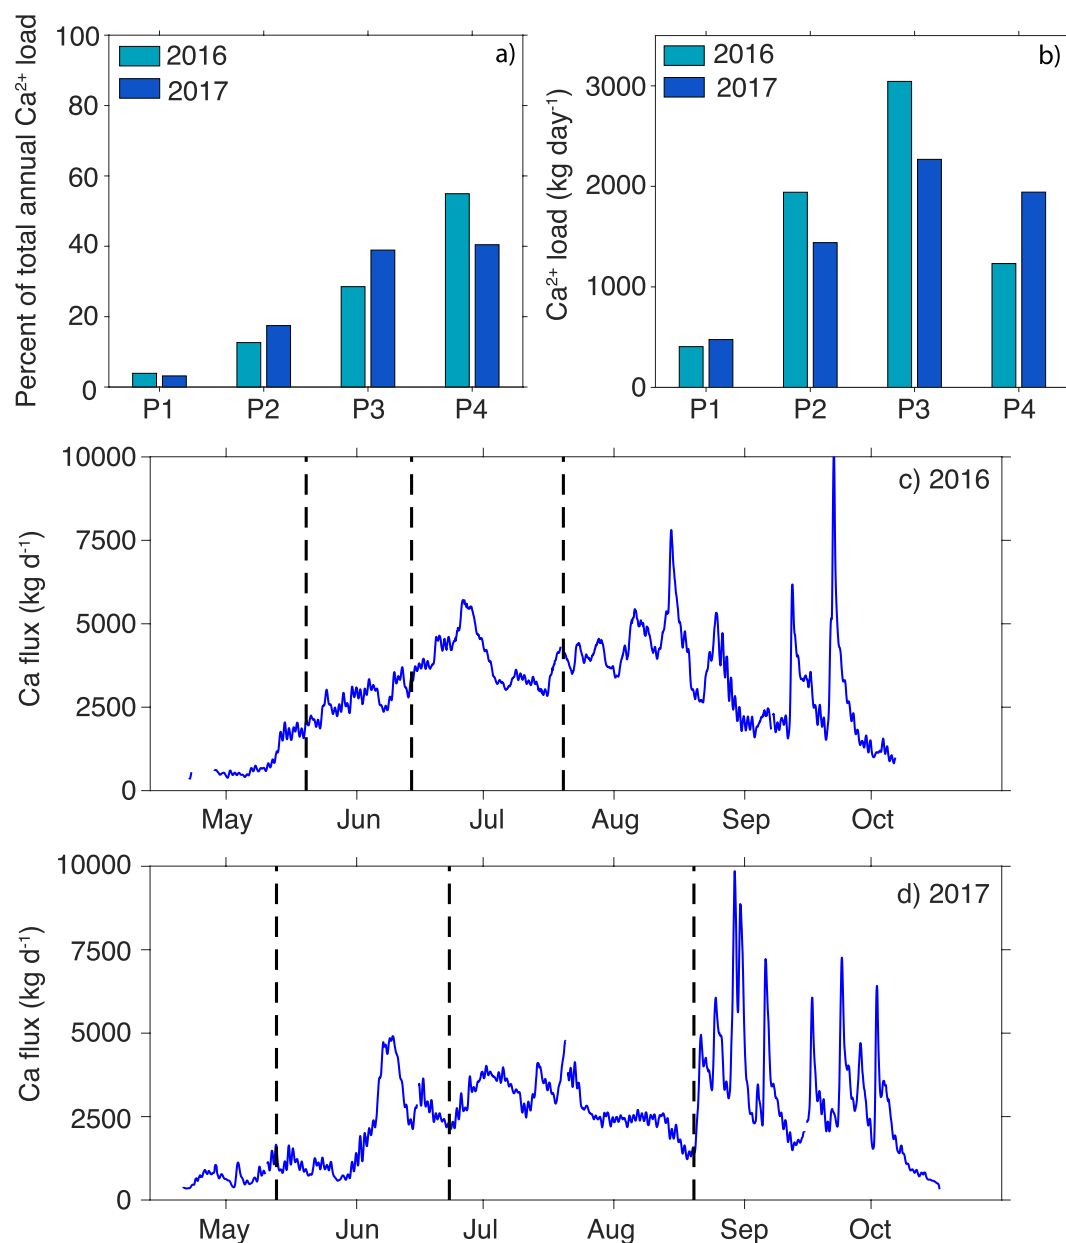 Percent of total annual Ca²⁺ load
100
80
60
40
20
0
2016
2017
a)
P1 P2 P3 P4
Ca²⁺ load (kg day⁻¹)
3000
2000
1000
0
2016
2017
b)
P1 P2 P3 P4
Ca flux (kg d⁻¹)
10000
7500
5000
2500
0
c) 2016
May Jun Jul Aug Sep Oct
Ca flux (kg d⁻¹)
10000
7500
5000
2500
0
d) 2017
May Jun Jul Aug Sep Oct